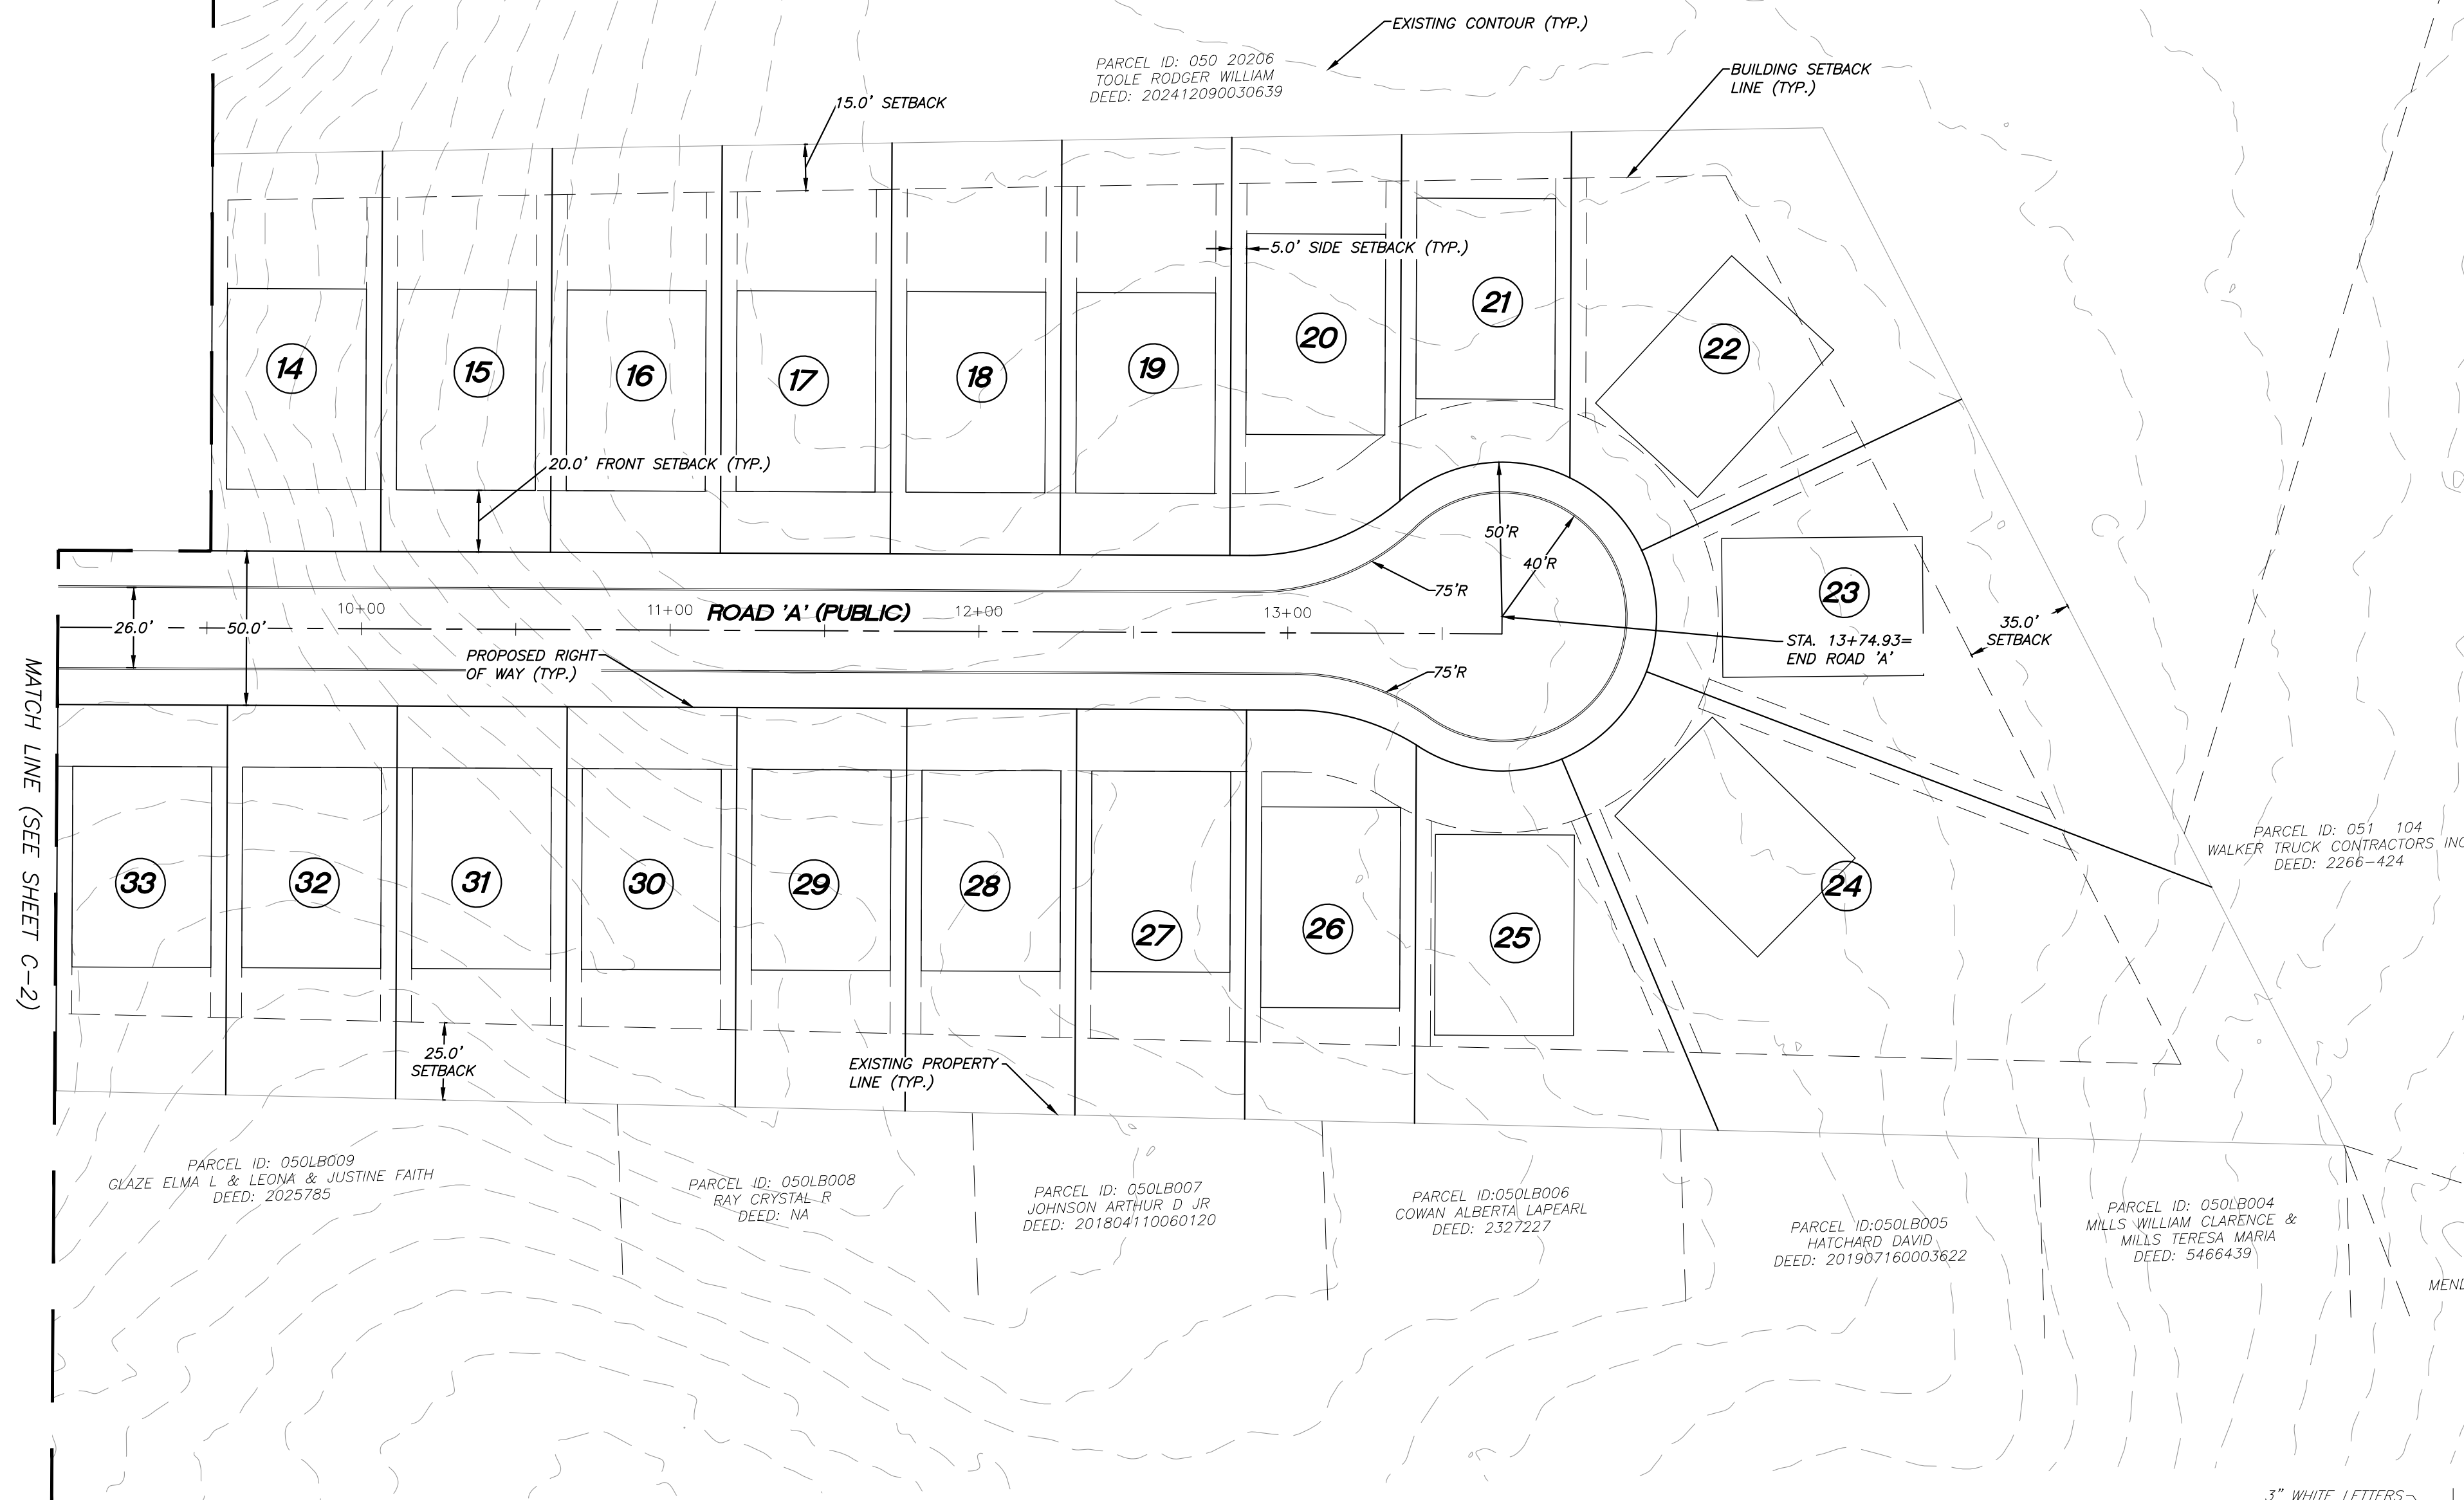 EXISTING CONTOUR (TYP.)
PARCEL ID: 050 20206
TOOLE RODGER WILLIAM
DEED: 202412090030639
BUILDING SETBACK
LINE (TYP.)
15.0' SETBACK
5.0' SIDE SETBACK (TYP.)
14
15
16
17
18
19
20
21
22
20.0' FRONT SETBACK (TYP.)
50'R
40'R
75'R
10+00
11+00
ROAD 'A' (PUBLIC)
12+00
13+00
23
26.0'
50.0'
35.0'
SETBACK
STA. 13+74.93=
END ROAD 'A'
PROPOSED RIGHT
OF WAY (TYP.)
75'R
MATCH LINE (SEE SHEET C-2)
33
32
31
30
29
28
27
26
25
24
PARCEL ID: 051 104
WALKER TRUCK CONTRACTORS INC
DEED: 2266-424
25.0'
SETBACK
EXISTING PROPERTY
LINE (TYP.)
PARCEL ID: 050LB009
GLAZE ELMA L & LEONA & JUSTINE FAITH
DEED: 2025785
PARCEL ID: 050LB008
RAY CRYSTAL R
DEED: NA
PARCEL ID: 050LB007
JOHNSON ARTHUR D JR
DEED: 201804110060120
PARCEL ID:050LB006
COWAN ALBERTA LAPEARL
DEED: 2327227
PARCEL ID:050LB005
HATCHARD DAVID
DEED: 201907160003622
PARCEL ID: 050LB004
MILLS WILLIAM CLARENCE &
MILLS TERESA MARIA
DEED: 5466439
MEND
3" WHITE LETTERS